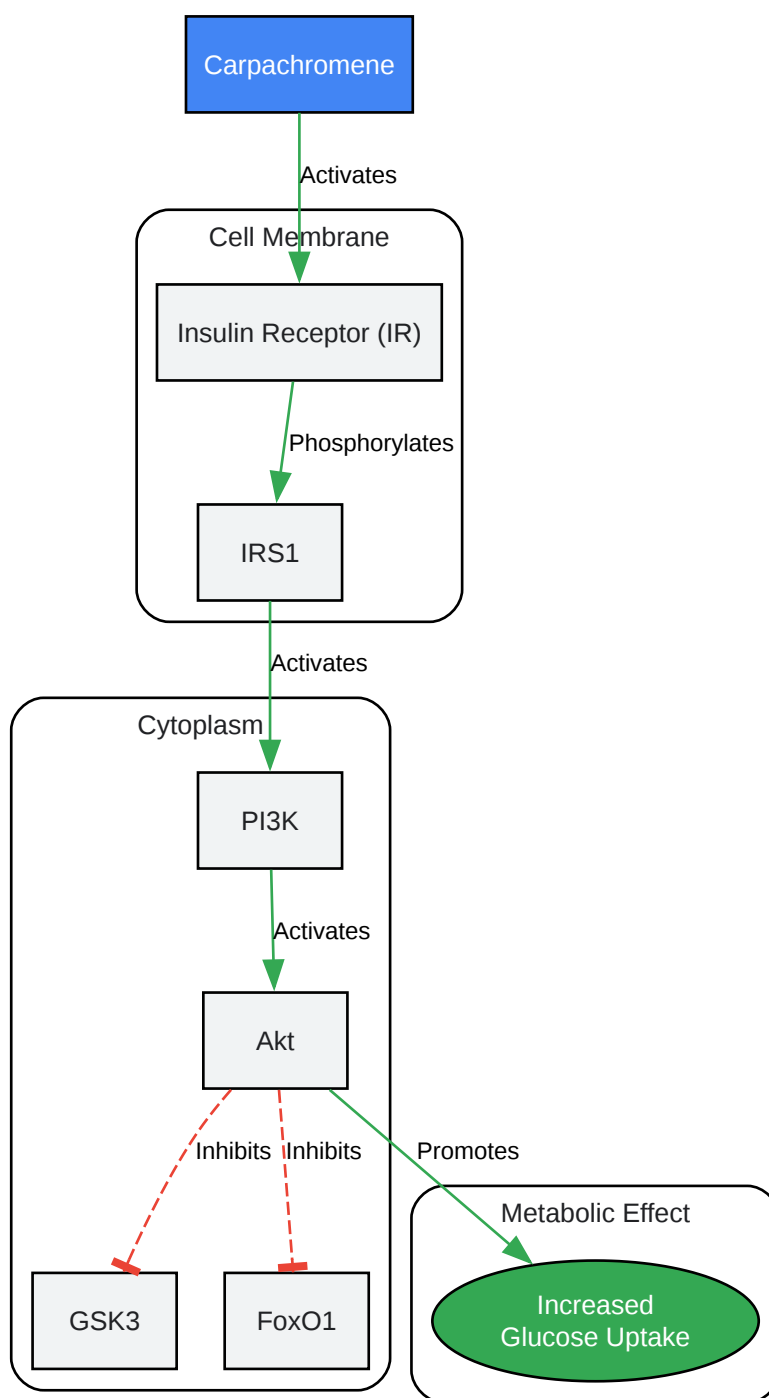 Carpachromene
Activates
Cell Membrane
Insulin Receptor (IR)
Phosphorylates
IRS1
Activates
Cytoplasm
PI3K
Activates
Akt
Inhibits
Inhibits
Promotes
Metabolic Effect
GSK3
FoxO1
Increased
Glucose Uptake